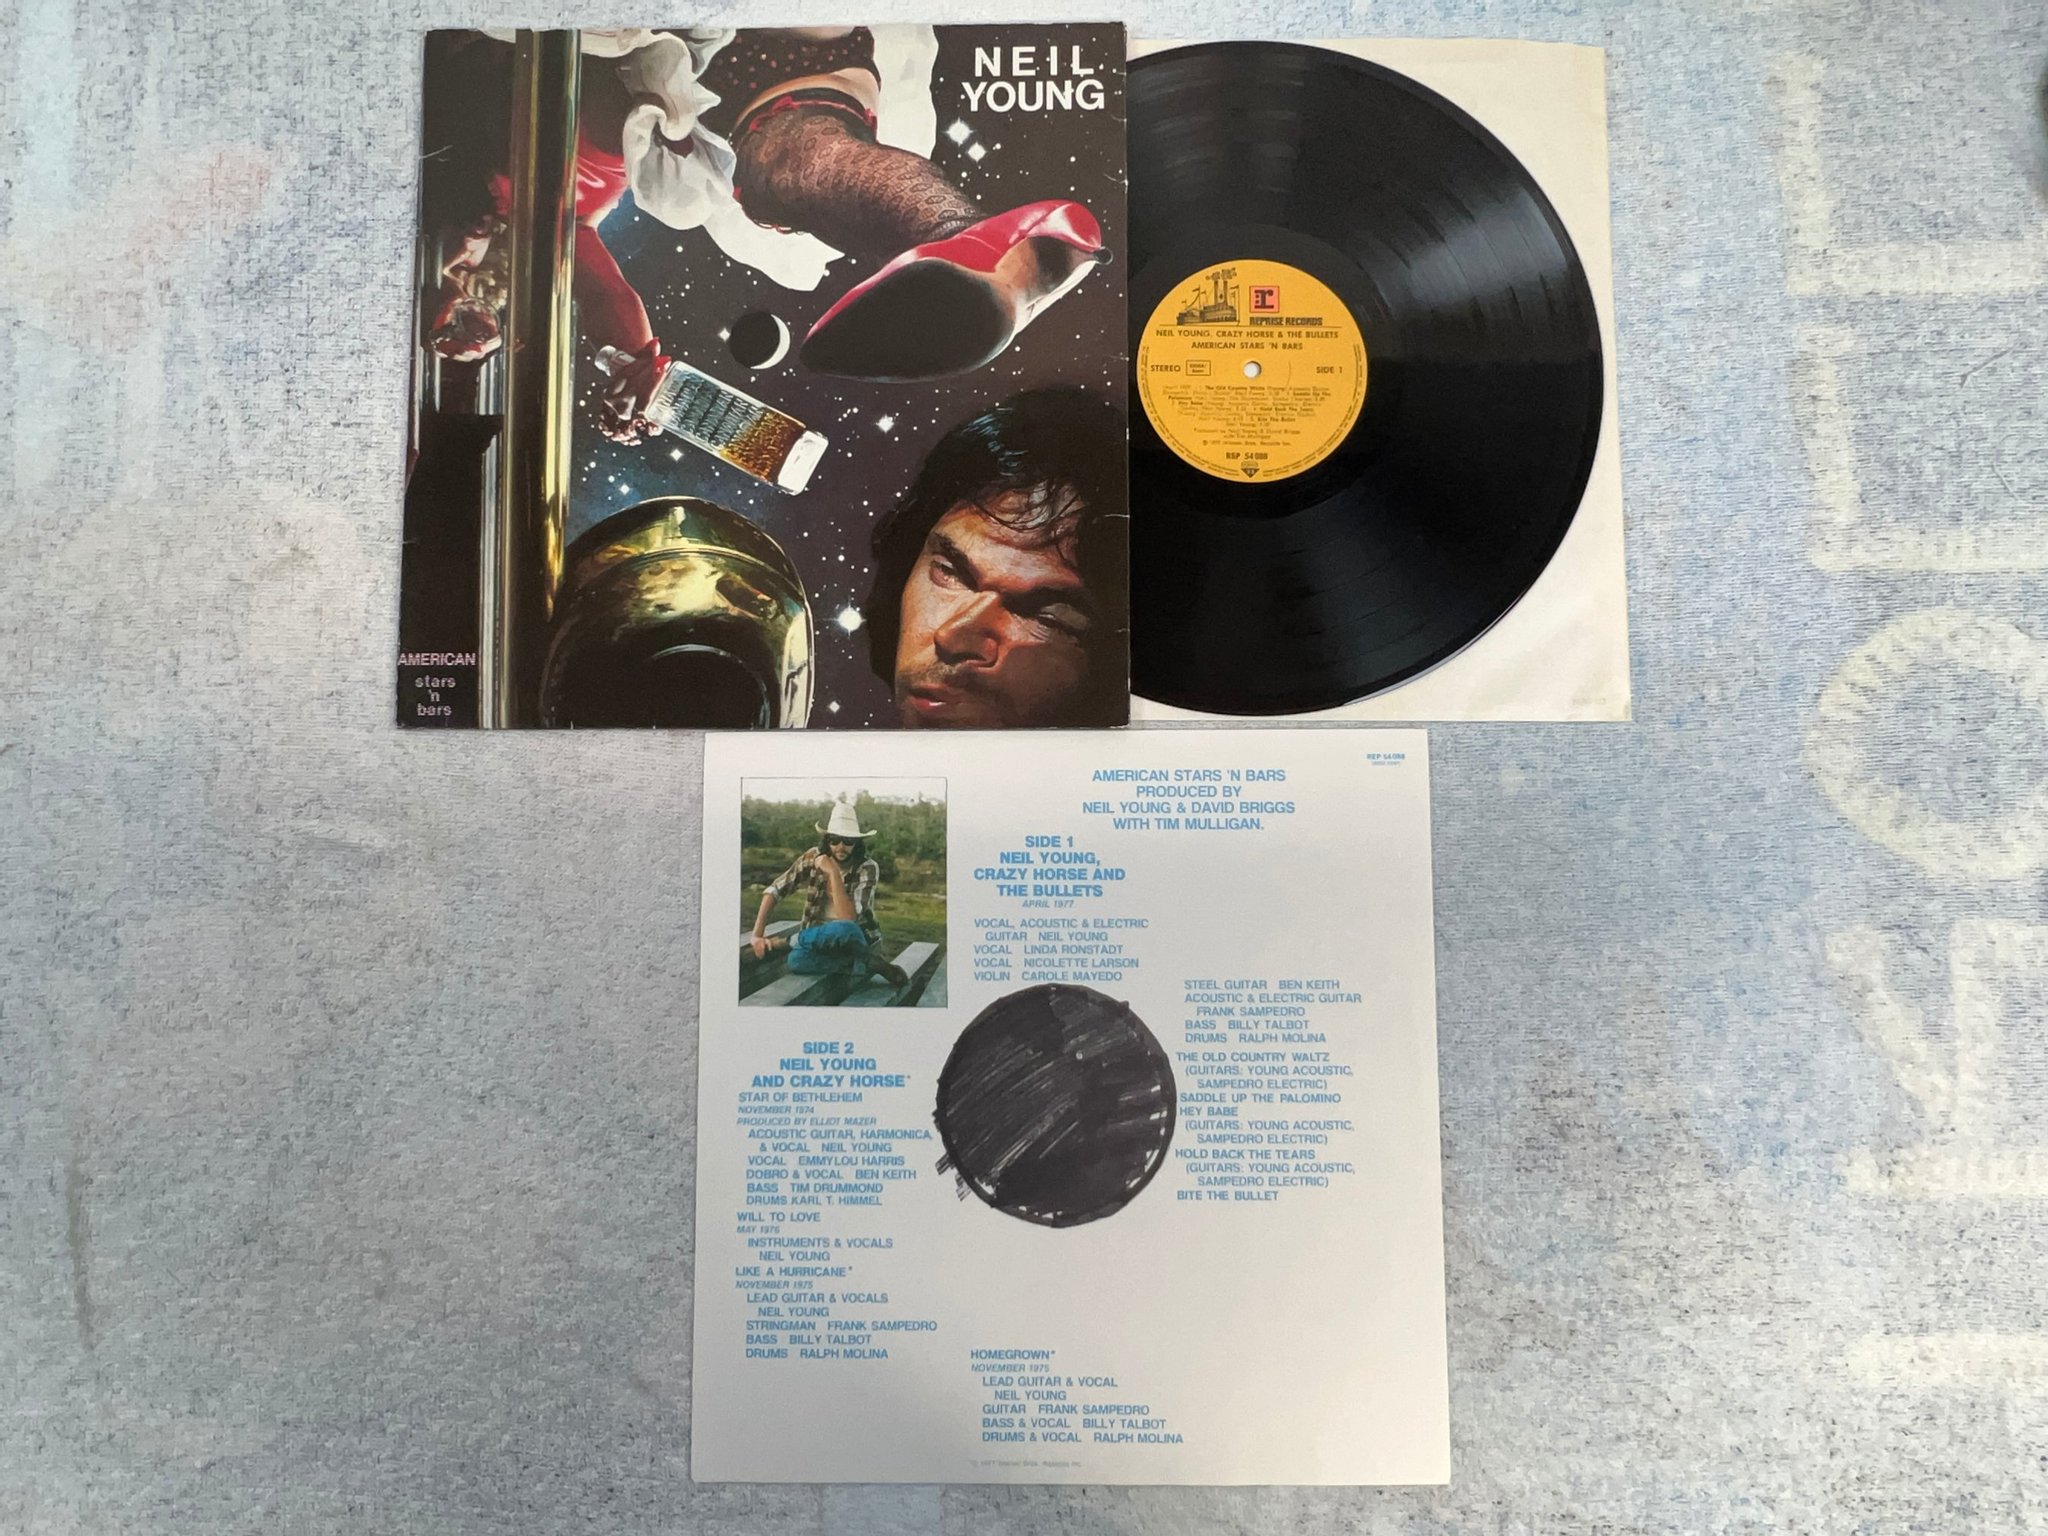 NEIL
YOUNG
AMERICAN
stars
'n
bars
REPRISE RECORDS
NEIL YOUNG, CRAZY HORSE & THE BULLETS
AMERICAN STARS 'N BARS
STEREO
SIDE 1
REP 54 088
REP 54 088
AMERICAN STARS 'N BARS
PRODUCED BY
NEIL YOUNG & DAVID BRIGGS
WITH TIM MULLIGAN.
SIDE 1
NEIL YOUNG,
CRAZY HORSE AND
THE BULLETS
APRIL 1977
VOCAL, ACOUSTIC & ELECTRIC
GUITAR NEIL YOUNG
VOCAL LINDA RONSTADT
VOCAL NICOLETTE LARSON
VIOLIN CAROLE MAYEDO
STEEL GUITAR BEN KEITH
ACOUSTIC & ELECTRIC GUITAR
FRANK SAMPEDRO
BASS BILLY TALBOT
DRUMS RALPH MOLINA
THE OLD COUNTRY WALTZ
(GUITARS: YOUNG ACOUSTIC,
SAMPEDRO ELECTRIC)
SADDLE UP THE PALOMINO
HEY BABE
(GUITARS: YOUNG ACOUSTIC,
SAMPEDRO ELECTRIC)
HOLD BACK THE TEARS
(GUITARS: YOUNG ACOUSTIC,
SAMPEDRO ELECTRIC)
BITE THE BULLET
SIDE 2
NEIL YOUNG
AND CRAZY HORSE*
STAR OF BETHLEHEM
NOVEMBER 1974
PRODUCED BY ELLIOT MAZER
ACOUSTIC GUITAR, HARMONICA,
& VOCAL NEIL YOUNG
VOCAL EMMYLOU HARRIS
DOBRO & VOCAL BEN KEITH
BASS TIM DRUMMOND
DRUMS KARL T. HIMMEL
WILL TO LOVE
MAY 1976
INSTRUMENTS & VOCALS
NEIL YOUNG
LIKE A HURRICANE*
NOVEMBER 1975
LEAD GUITAR & VOCALS
NEIL YOUNG
STRINGMAN FRANK SAMPEDRO
BASS BILLY TALBOT
DRUMS RALPH MOLINA
HOMEGROWN*
NOVEMBER 1975
LEAD GUITAR & VOCAL
NEIL YOUNG
GUITAR FRANK SAMPEDRO
BASS & VOCAL BILLY TALBOT
DRUMS & VOCAL RALPH MOLINA
© 1977 Warner Bros. Records Inc.